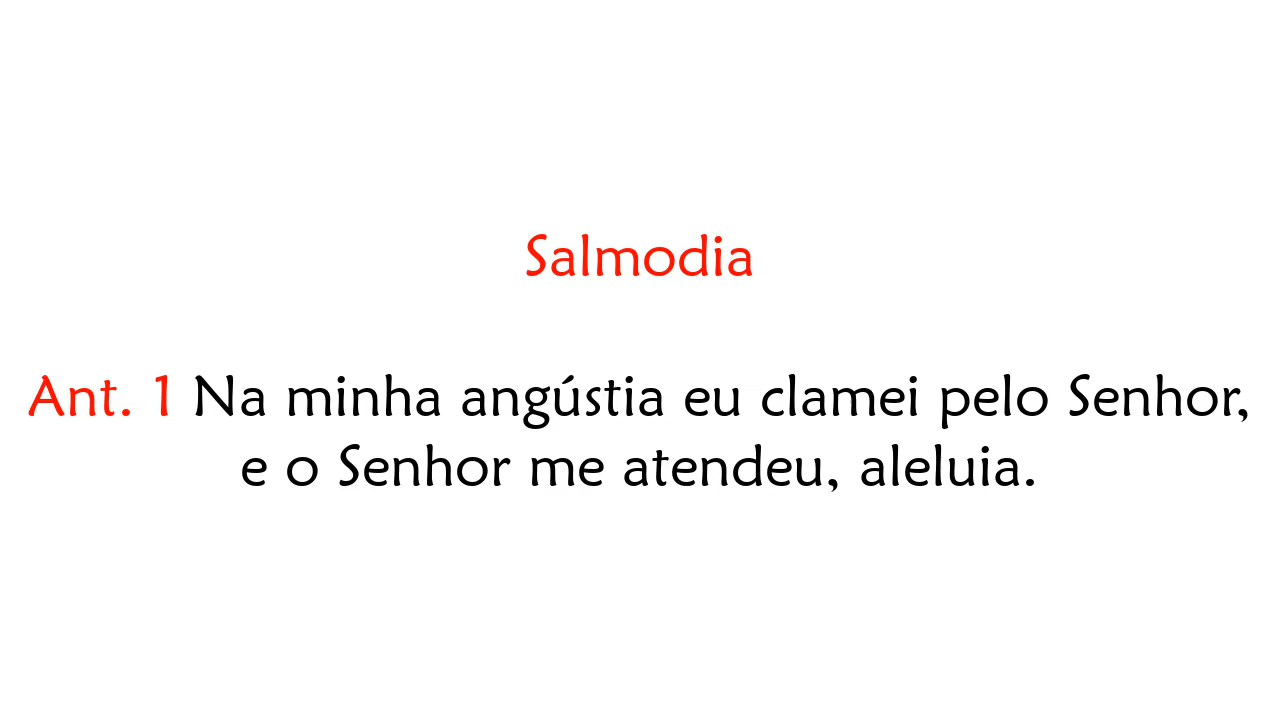 Salmodia
Ant. 1 Na minha angústia eu clamei pelo Senhor,
e o Senhor me atendeu, aleluia.